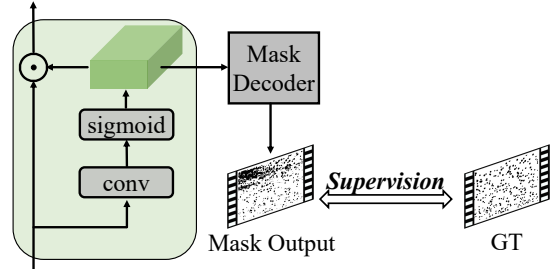 Mask
Decoder
sigmoid
conv
Supervision
Mask Output
GT